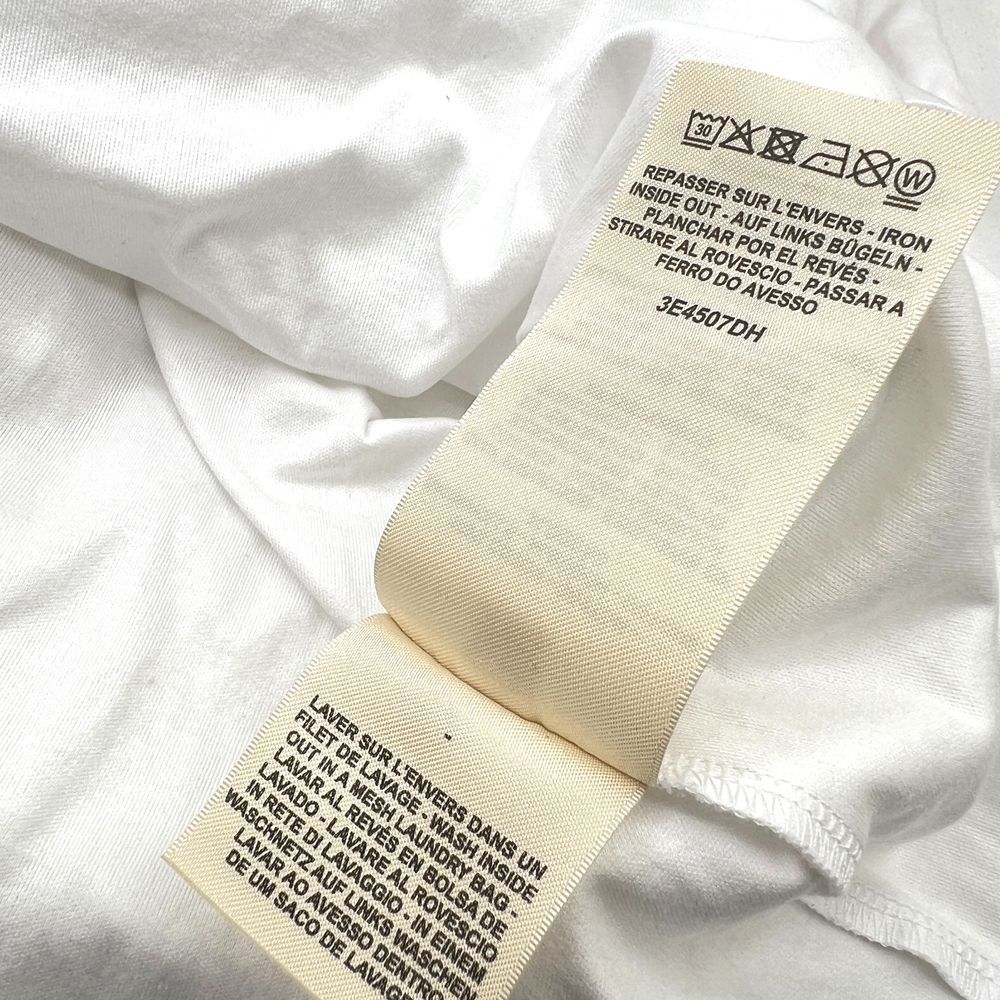 30
W
REPASSER SUR L'ENVERS - IRON
INSIDE OUT - AUF LINKS BÜGELN -
PLANCHAR POR EL REVÉS -
STIRARE AL ROVESCIO - PASSAR A
FERRO DO AVESSO
3E4507DH
LAVER SUR L'ENVERS DANS UN
FILET DE LAVAGE - WASH INSIDE
OUT IN A MESH LAUNDRY BAG -
LAVAR AL REVÉS EN BOLSA DE
LAVADO - LAVARE AL ROVESCIO
IN RETE DI LAVAGGIO - IN EINEM
WASCHNETZ AUF LINKS WASCHEN
LAVAR AO AVESSO DENTRO
DE UM SACO DE LAVAGE